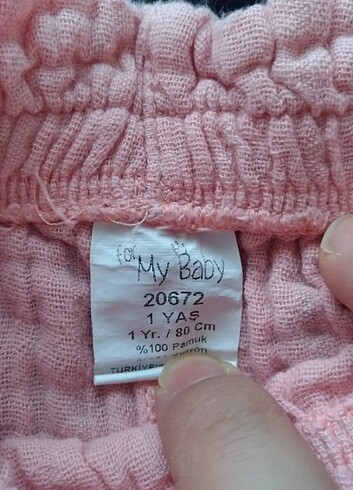 for
My Baby
20672
1 YAŞ
1 Yr. / 80 Cm
%100 Pamuk